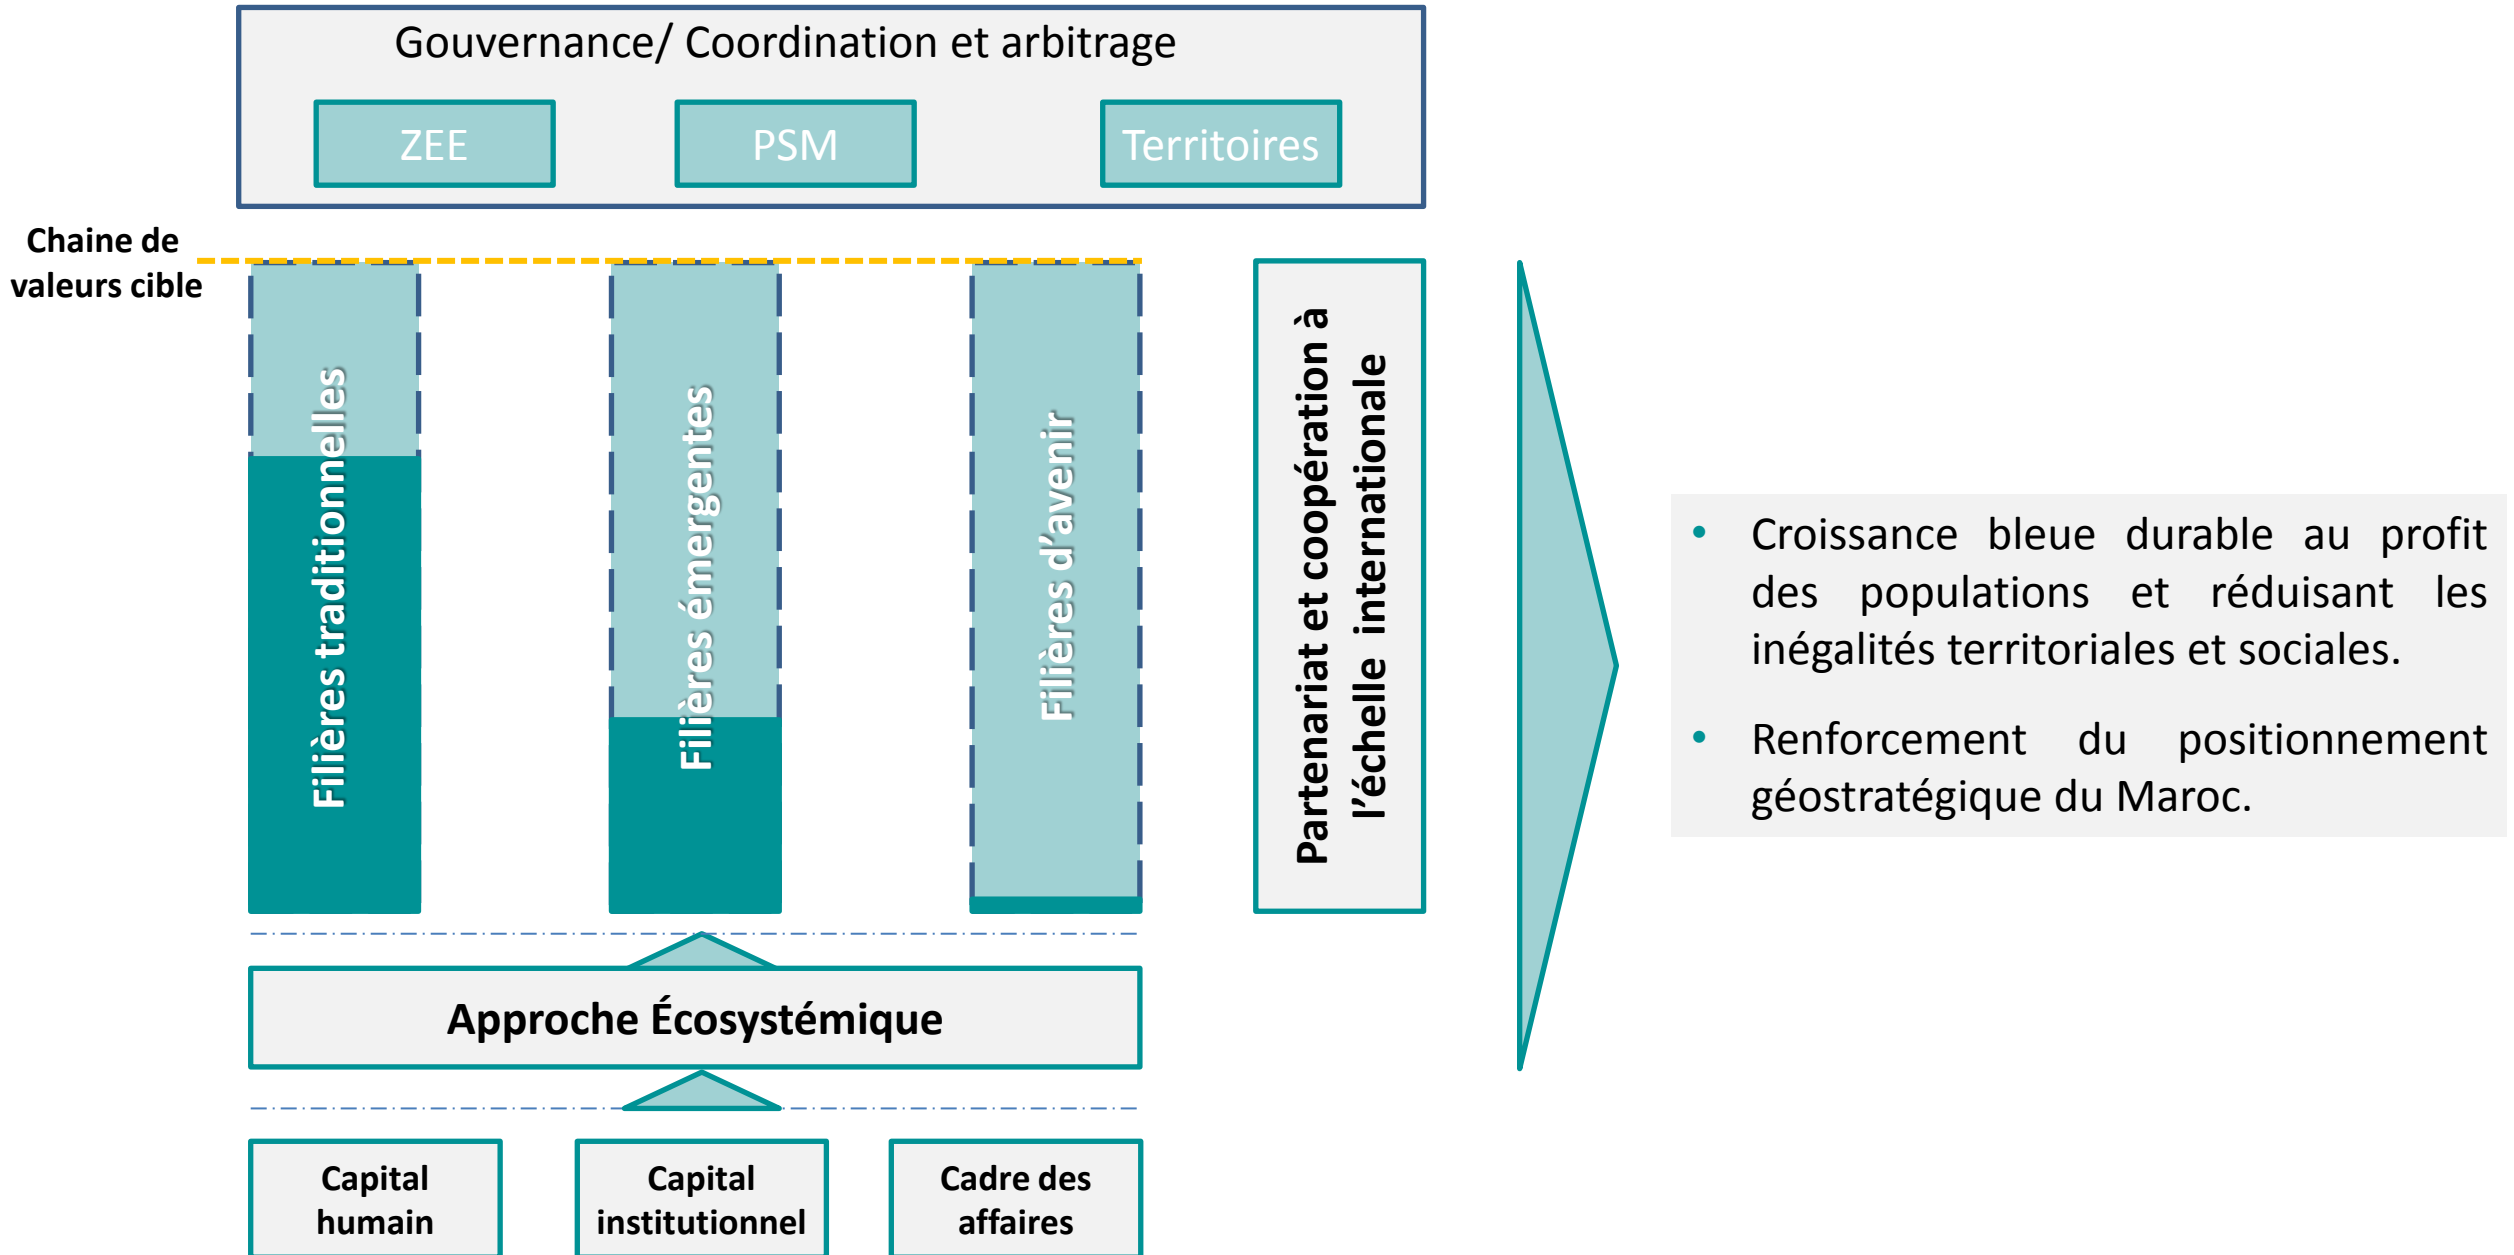 Gouvernance/ Coordination et arbitrage
ZEE
PSM
Territoires
Chaine de
valeurs cible
Filières traditionnelles
Filières émergentes
Filières d’avenir
Partenariat et coopération à
l’échelle internationale
• Croissance bleue durable au profit
des populations et réduisant les
inégalités territoriales et sociales.
• Renforcement du positionnement
géostratégique du Maroc.
Approche Écosystémique
Capital
humain
Capital
institutionnel
Cadre des
affaires